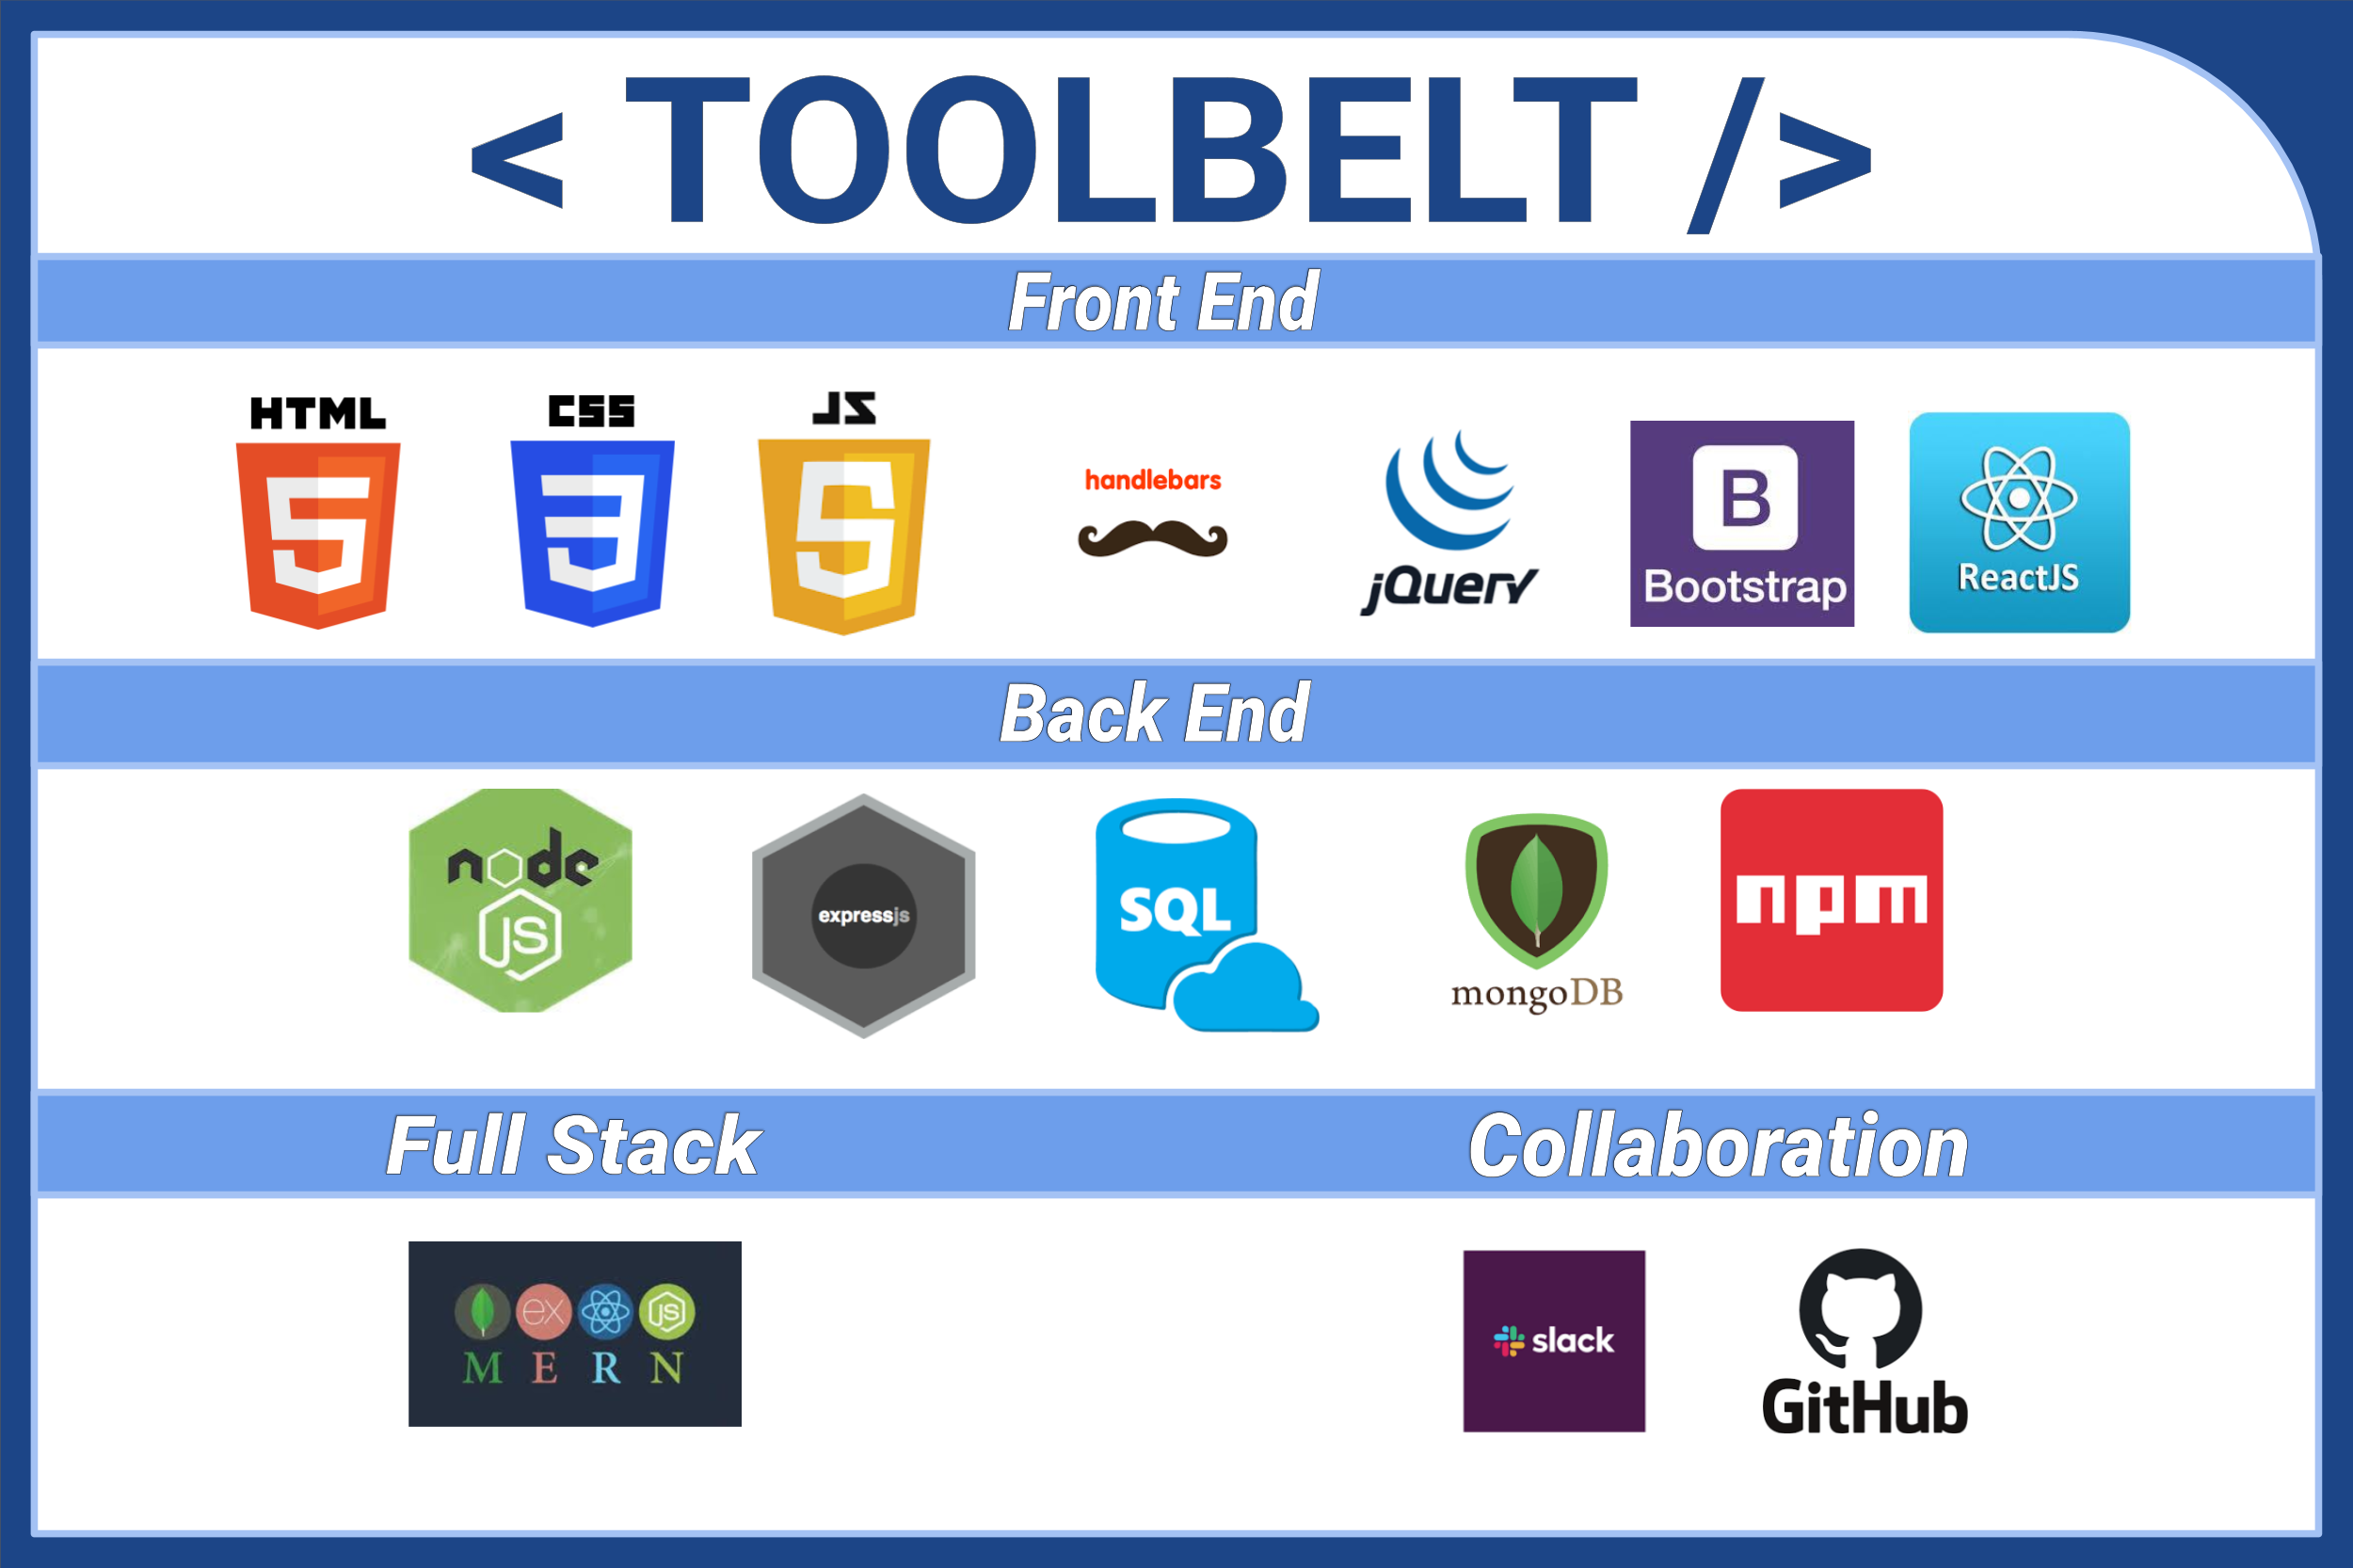 < TOOLBELT />
Front End
HTML
CSS
JS
handlebars
jQuery
B
Bootstrap
ReactJS
Back End
node
JS
expressjs
SQL
mongoDB
npm
Full Stack
Collaboration
ex
JS
M E R N
slack
GitHub